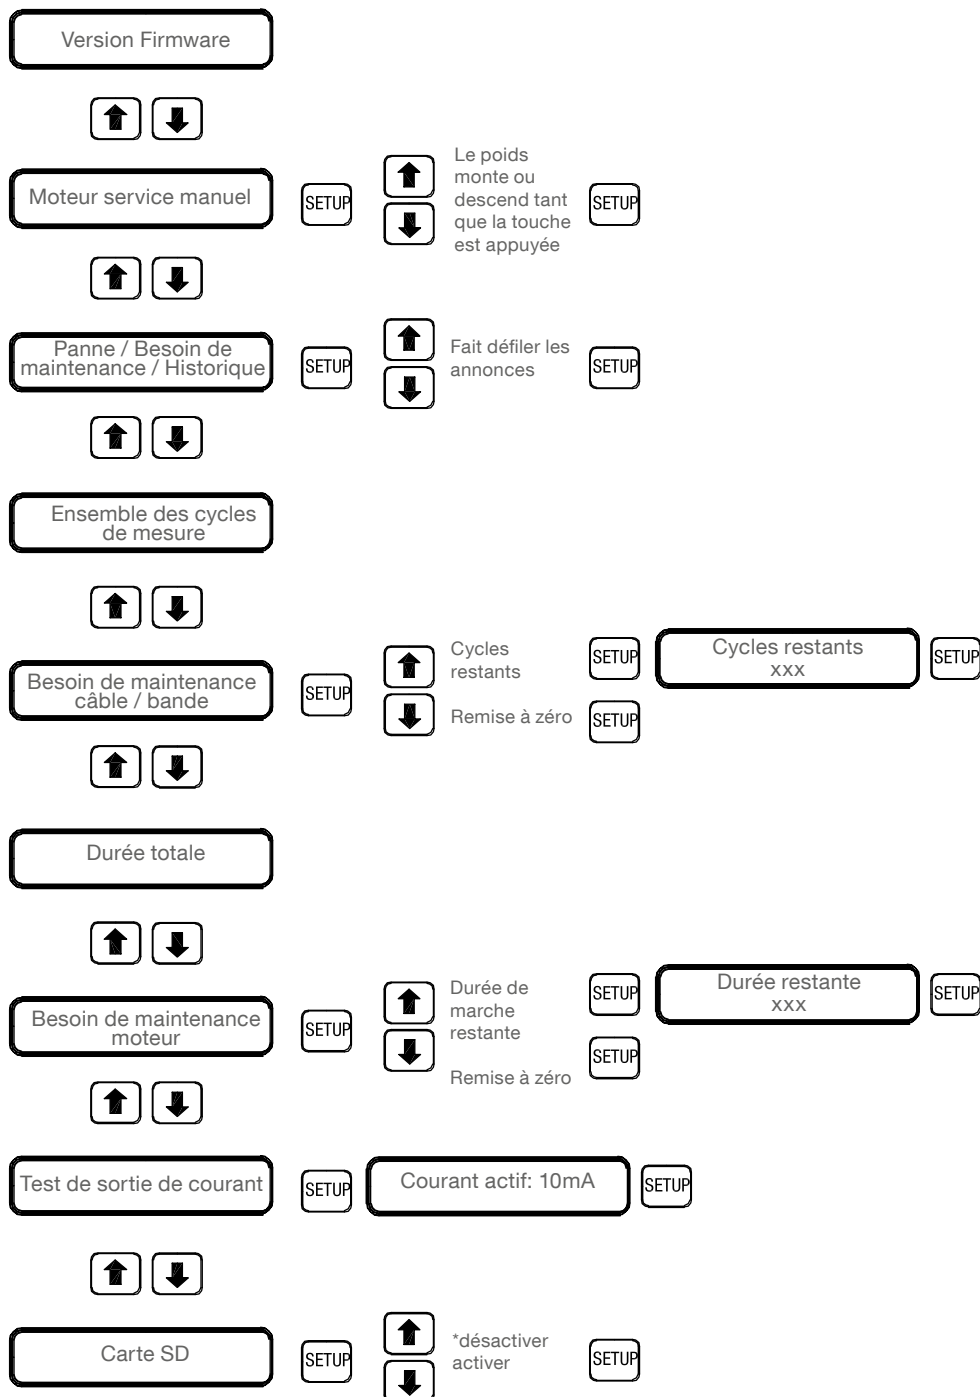 Version Firmware
Moteur service manuel
SETUP
Le poids
monte ou
descend tant
que la touche
est appuyée
SETUP
Panne / Besoin de
maintenance / Historique
SETUP
Fait défiler les
annonces
SETUP
Ensemble des cycles
de mesure
Besoin de maintenance
câble / bande
SETUP
Cycles
restants
SETUP
Cycles restants
xxx
SETUP
Remise à zéro
SETUP
Durée totale
Besoin de maintenance
moteur
SETUP
Durée de
marche
restante
SETUP
Durée restante
xxx
SETUP
Remise à zéro
SETUP
Test de sortie de courant
SETUP
Courant actif: 10mA
SETUP
Carte SD
SETUP
*désactiver
activer
SETUP